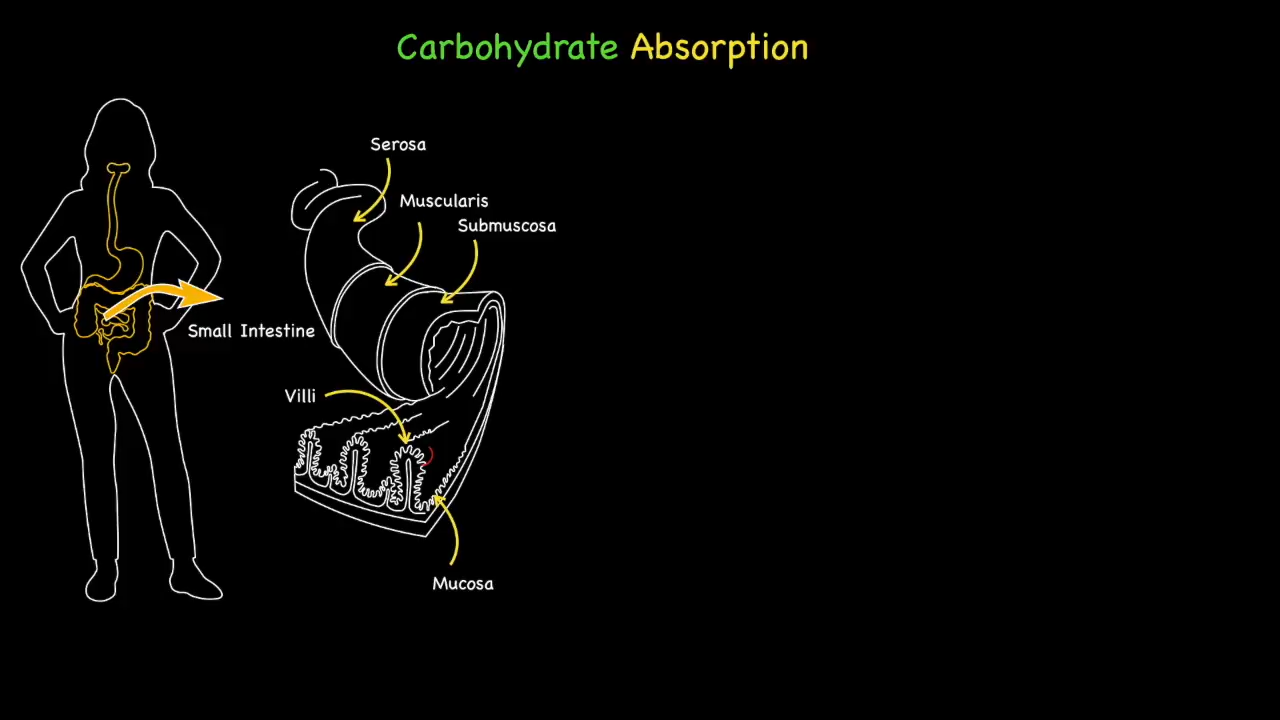 Carbohydrate Absorption
Serosa
Muscularis
Submuscosa
Small Intestine
Villi
Mucosa